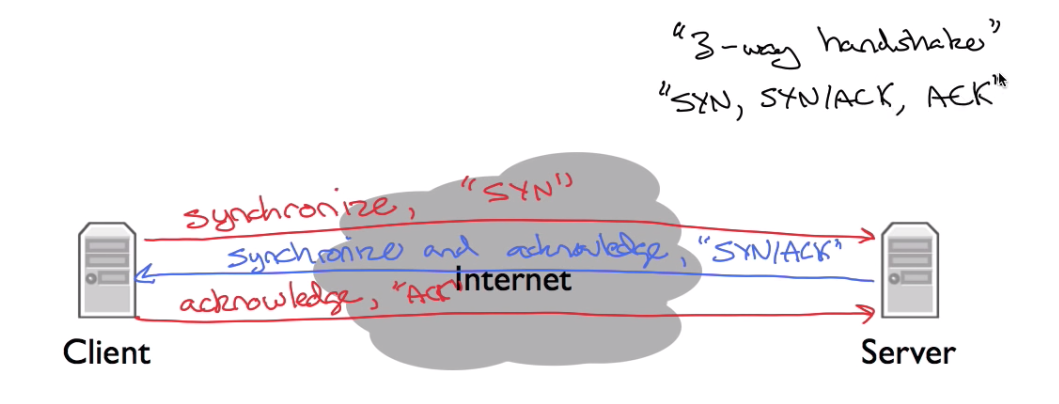 "3-way handshake"
"SYN, SYN/ACK, ACK"
synchronize, "SYN"
synchronize and acknowledge, "SYN/ACK"
internet
acknowledge, "ACK"
Client
Server